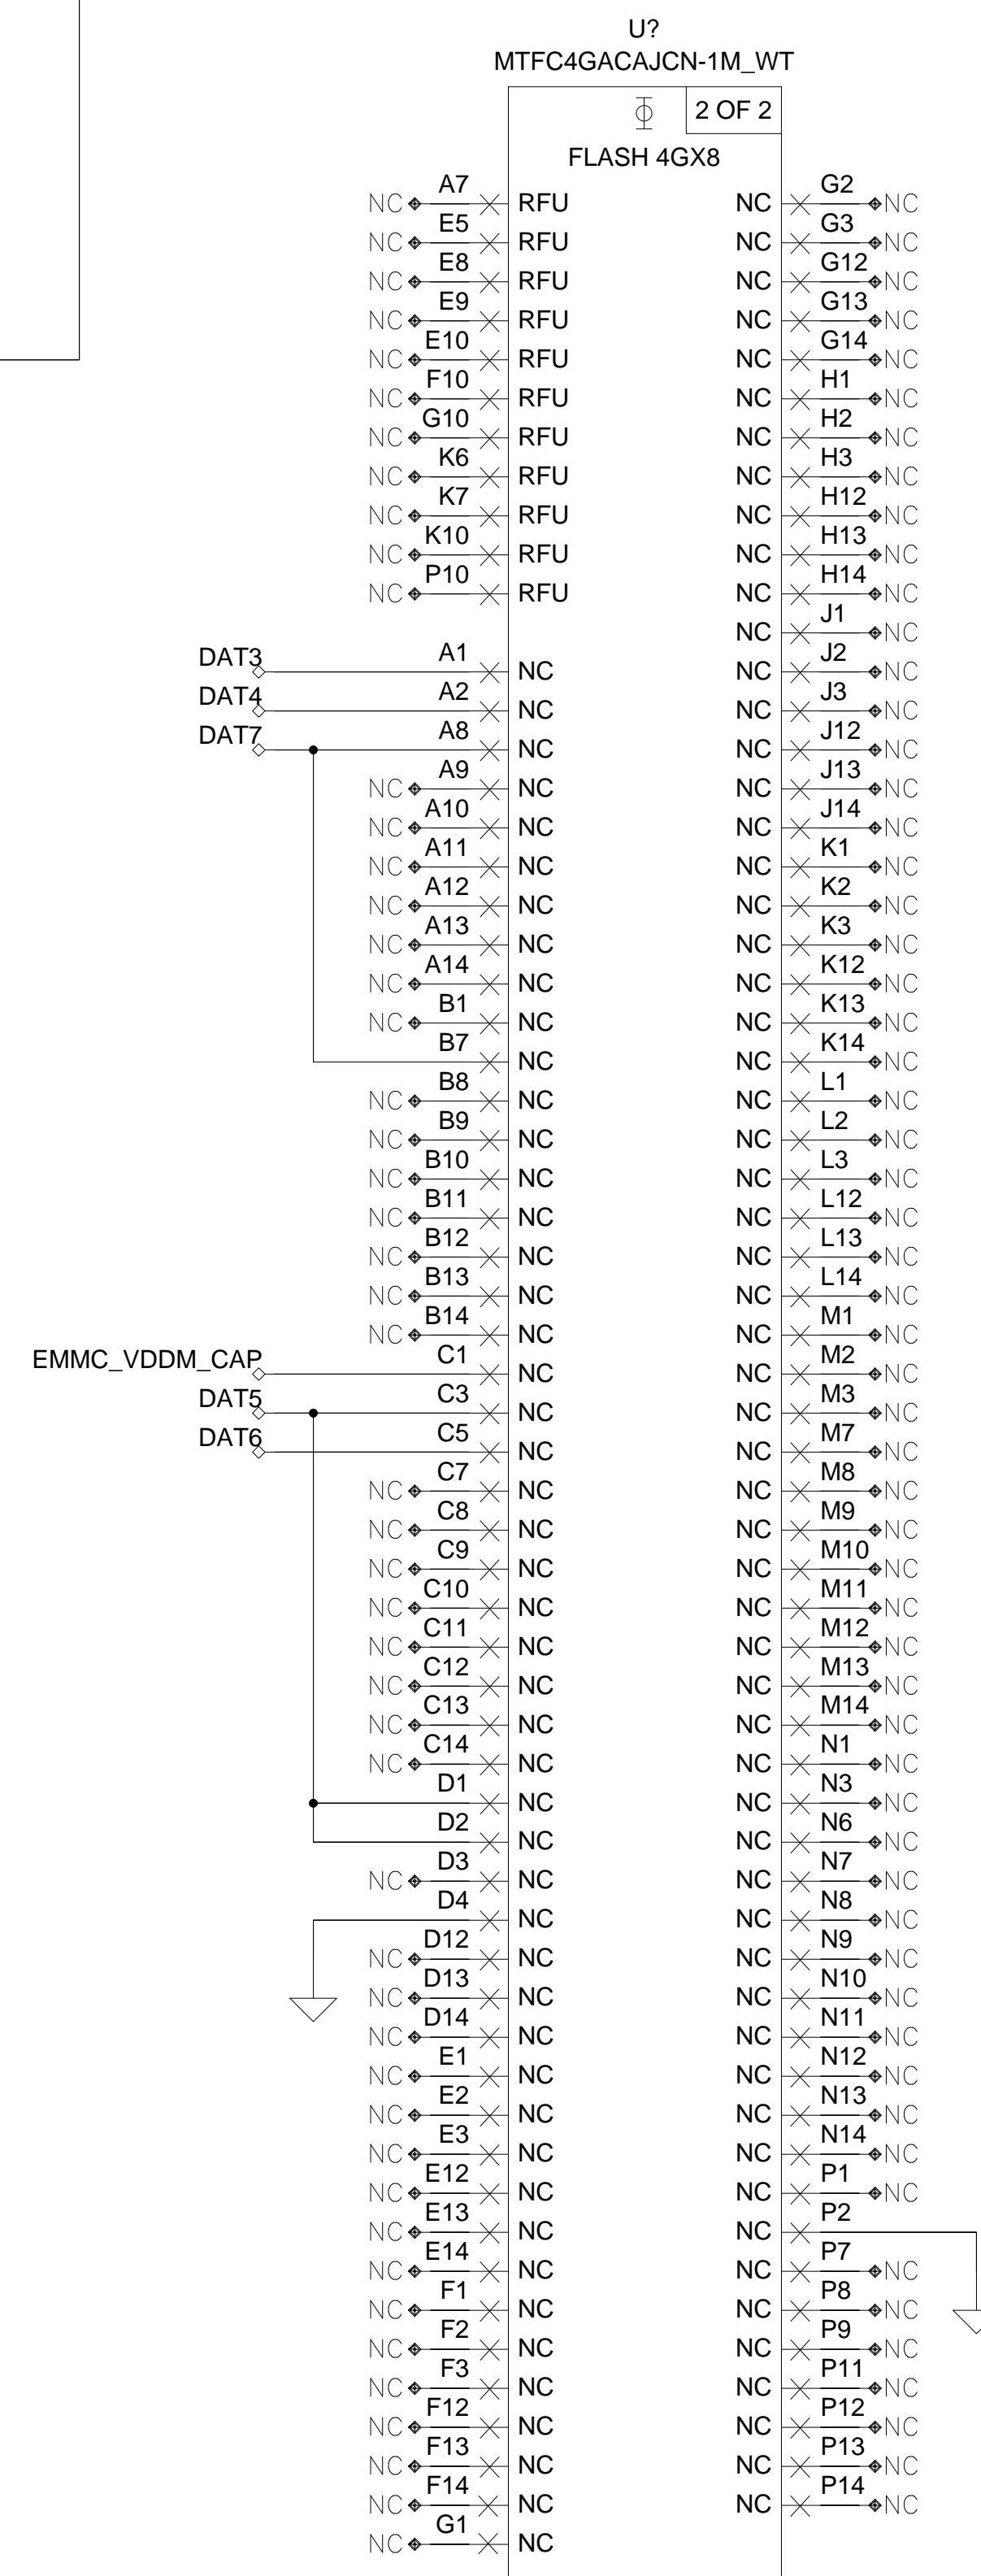 U?
MTFC4GACAJCN-1M_WT
2 OF 2
FLASH 4GX8
NC A7 RFU NC G2 NC
NC E5 RFU NC G3 NC
NC E8 RFU NC G12 NC
NC E9 RFU NC G13 NC
NC E10 RFU NC G14 NC
NC F10 RFU NC H1 NC
NC G10 RFU NC H2 NC
NC K6 RFU NC H3 NC
NC K7 RFU NC H12 NC
NC K10 RFU NC H13 NC
NC P10 RFU NC H14 NC
NC J1 NC
DAT3 A1 NC NC J2 NC
DAT4 A2 NC NC J3 NC
DAT7 A8 NC NC J12 NC
NC A9 NC NC J13 NC
NC A10 NC NC J14 NC
NC A11 NC NC K1 NC
NC A12 NC NC K2 NC
NC A13 NC NC K3 NC
NC A14 NC NC K12 NC
NC B1 NC NC K13 NC
B7 NC NC K14 NC
NC B8 NC NC L1 NC
NC B9 NC NC L2 NC
NC B10 NC NC L3 NC
NC B11 NC NC L12 NC
NC B12 NC NC L13 NC
NC B13 NC NC L14 NC
NC B14 NC NC M1 NC
EMMC_VDDM_CAP C1 NC NC M2 NC
DAT5 C3 NC NC M3 NC
DAT6 C5 NC NC M7 NC
NC C7 NC NC M8 NC
NC C8 NC NC M9 NC
NC C9 NC NC M10 NC
NC C10 NC NC M11 NC
NC C11 NC NC M12 NC
NC C12 NC NC M13 NC
NC C13 NC NC M14 NC
NC C14 NC NC N1 NC
D1 NC NC N3 NC
D2 NC NC N6 NC
NC D3 NC NC N7 NC
D4 NC NC N8 NC
NC D12 NC NC N9 NC
NC D13 NC NC N10 NC
NC D14 NC NC N11 NC
NC E1 NC NC N12 NC
NC E2 NC NC N13 NC
NC E3 NC NC N14 NC
NC E12 NC NC P1 NC
NC E13 NC NC P2
NC E14 NC NC P7 NC
NC F1 NC NC P8 NC
NC F2 NC NC P9 NC
NC F3 NC NC P11 NC
NC F12 NC NC P12 NC
NC F13 NC NC P13 NC
NC F14 NC NC P14 NC
NC G1 NC